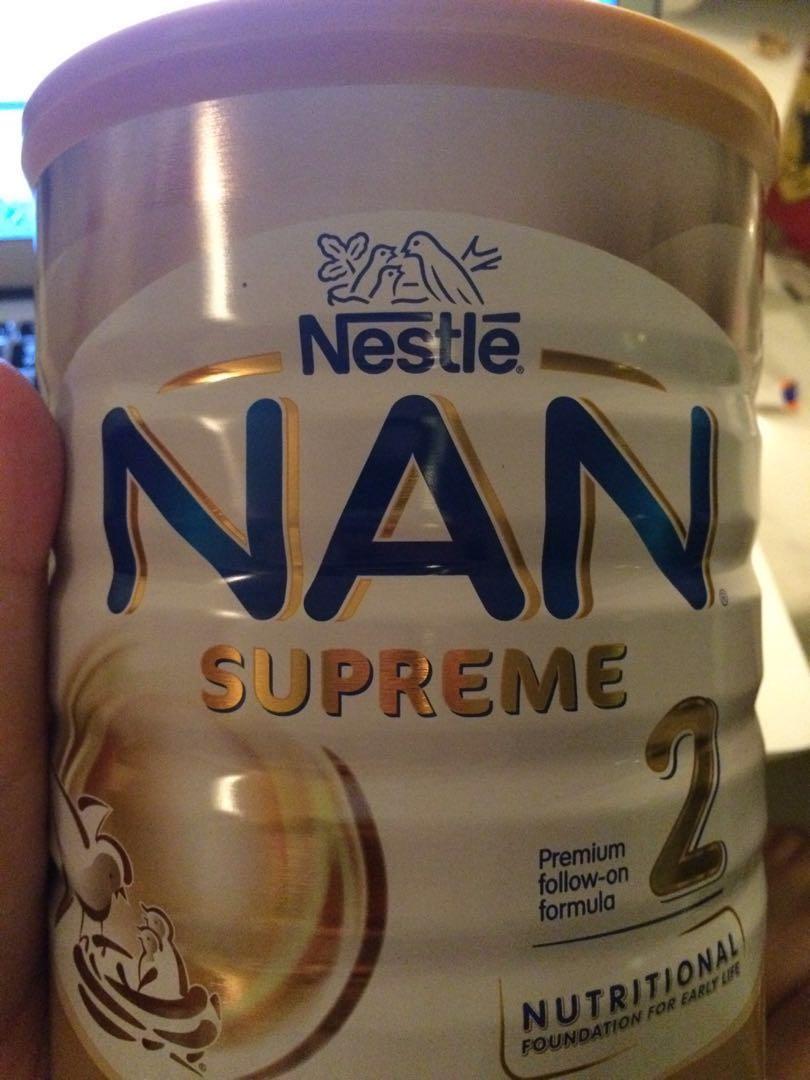 Nestlé®
NAN®
SUPREME
2
Premium
follow-on
formula
NUTRITIONAL
FOUNDATION FOR EARLY LIFE